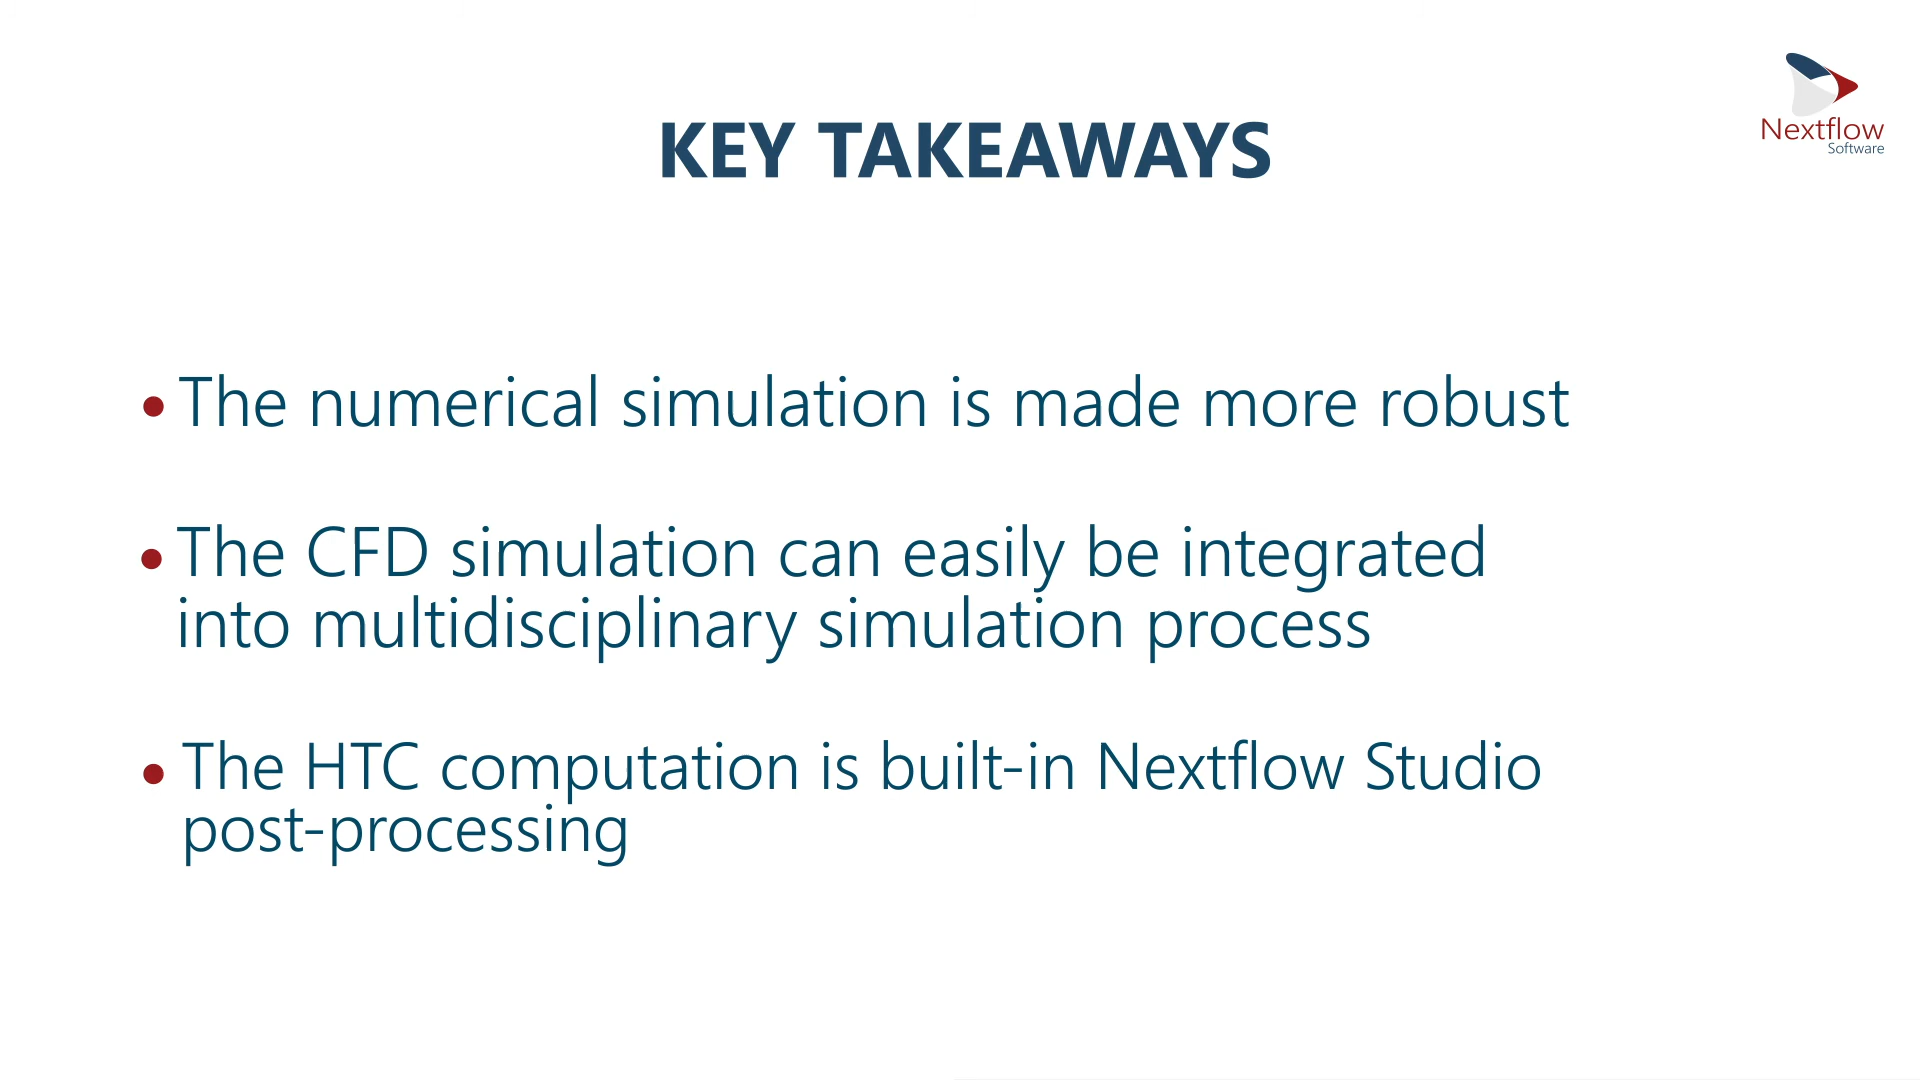 Nextflow
Software
KEY TAKEAWAYS
• The numerical simulation is made more robust
• The CFD simulation can easily be integrated
into multidisciplinary simulation process
• The HTC computation is built-in Nextflow Studio
post-processing